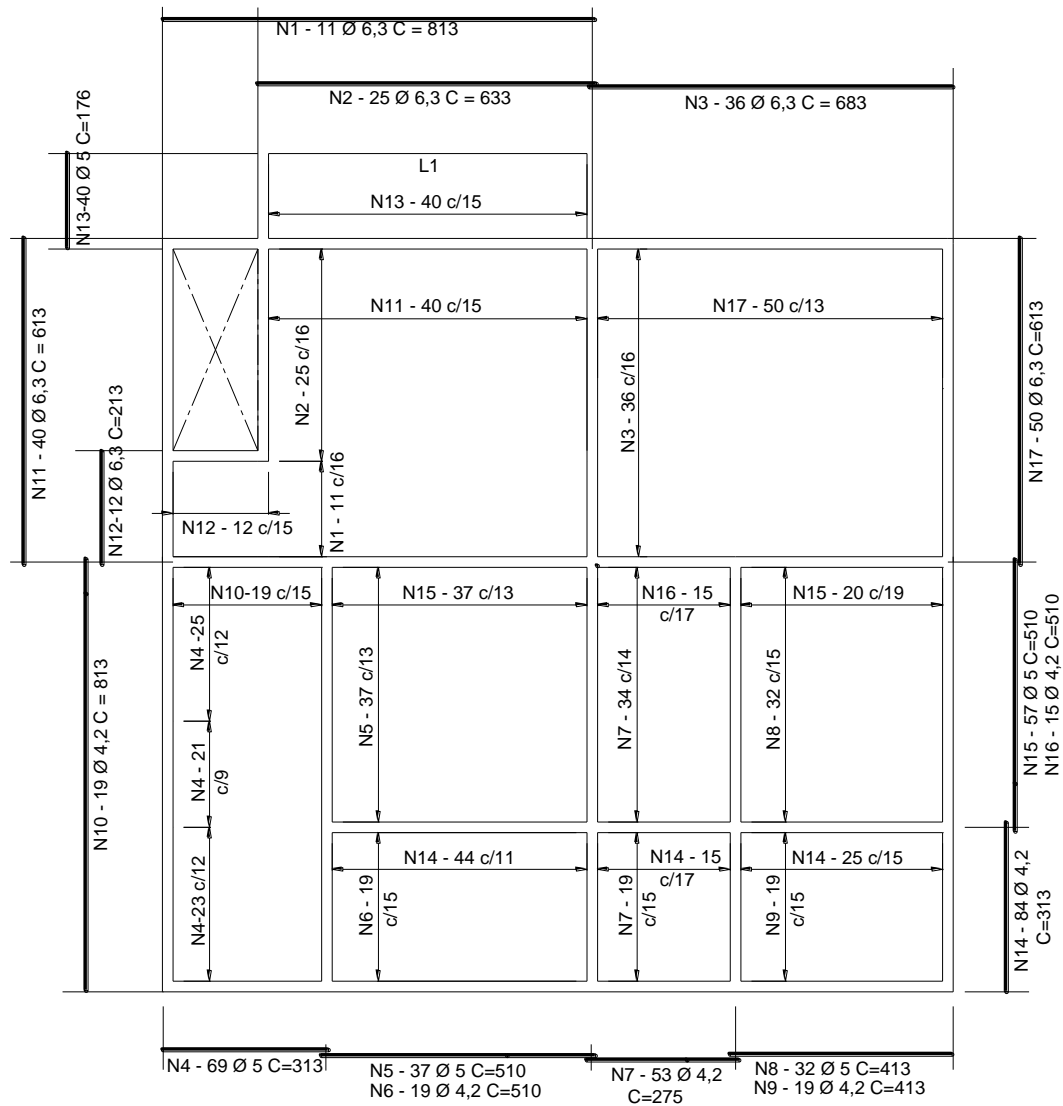 N1 - 11 Ø 6,3 C = 813
N2 - 25 Ø 6,3 C = 633
N3 - 36 Ø 6,3 C = 683
N13-40 Ø 5 C=176
L1
N13 - 40 c/15
N11 - 40 Ø 6,3 C = 613
N12-12 Ø 6,3 C=213
N11 - 40 c/15
N17 - 50 c/13
N2 - 25 c/16
N3 - 36 c/16
N17 - 50 Ø 6,3 C=613
N12 - 12 c/15
N1 - 11 c/16
N10 - 19 Ø 4,2 C = 813
N10-19 c/15
N15 - 37 c/13
N16 - 15
c/17
N15 - 20 c/19
N4 -25
c/12
N5 - 37 c/13
N7 - 34 c/14
N8 - 32 c/15
N15 - 57 Ø 5 C=510
N16 - 15 Ø 4,2 C=510
N4 - 21
c/9
N4-23 c/12
N14 - 44 c/11
N14 - 15
c/17
N14 - 25 c/15
N6 - 19
c/15
N7 - 19
c/15
N9 - 19
c/15
N14 - 84 Ø 4,2
C=313
N4 - 69 Ø 5 C=313
N5 - 37 Ø 5 C=510
N6 - 19 Ø 4,2 C=510
N7 - 53 Ø 4,2
C=275
N8 - 32 Ø 5 C=413
N9 - 19 Ø 4,2 C=413